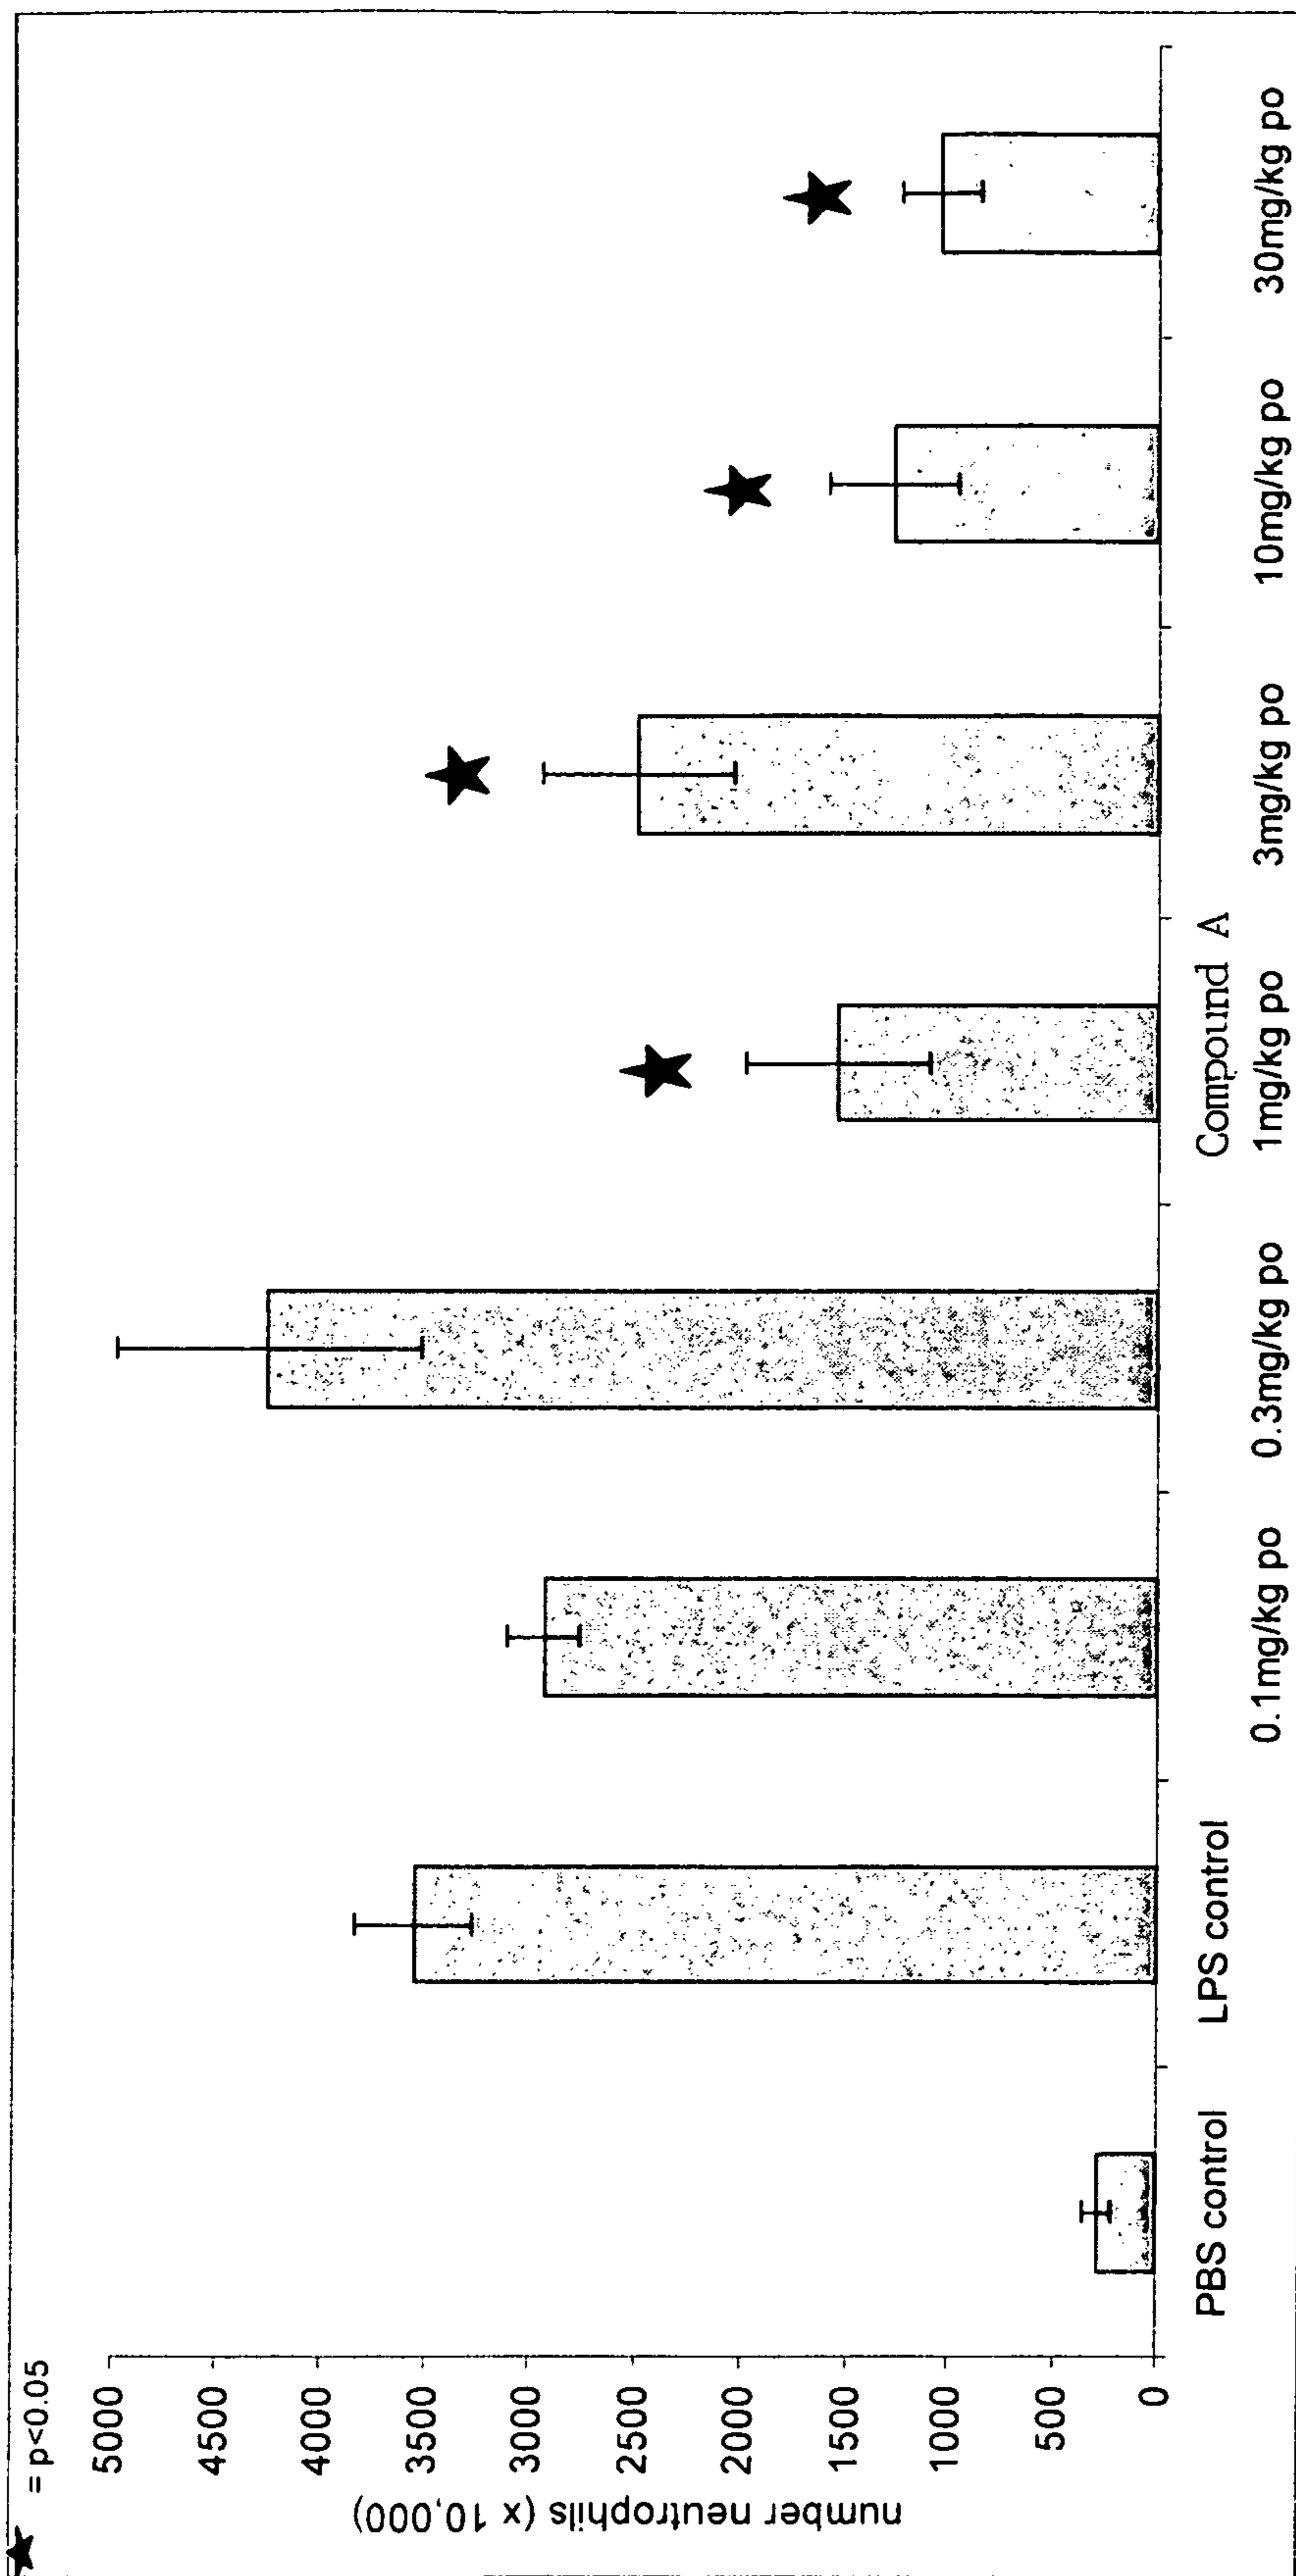 ★ = p<0.05
number neutrophils (x 10,000)
5000
4500
4000
3500
3000
2500
2000
1500
1000
500
0
PBS control
LPS control
Compound A
0.1mg/kg po
0.3mg/kg po
1mg/kg po
3mg/kg po
10mg/kg po
30mg/kg po